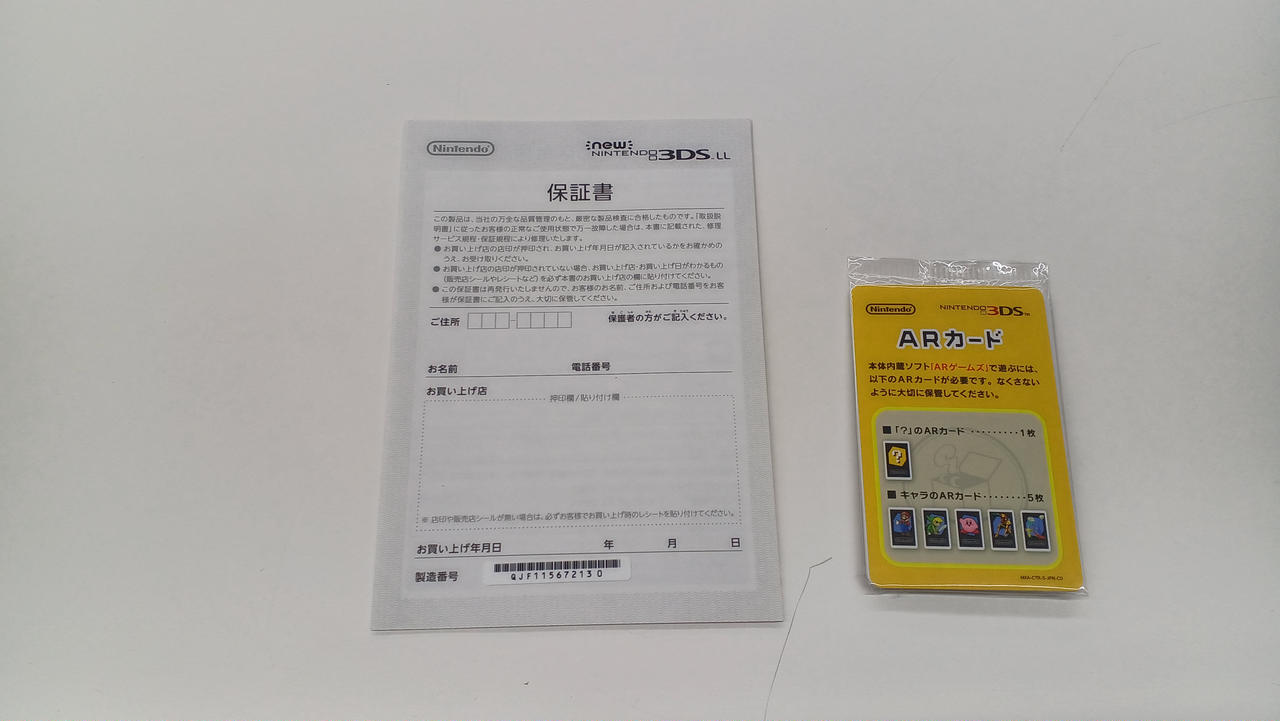 Nintendo
new
NINTENDO 3DS LL
保証書
この製品は、当社の万全な品質管理のもと、厳密な製品検査に合格したものです。「取扱説
明書」に従ったお客様の正常なご使用状態で万一故障した場合は、本書に記載された、修理
サービス規程・保証規程により修理いたします。
● お買い上げ店の店印が押印され、お買い上げ年月日が記入されているかをお確かめの
うえ、お受け取りください。
● お買い上げ店の店印が押印されていない場合、お買い上げ店・お買い上げ日がわかるもの
(販売店シールやレシートなど)を必ず本書のお買い上げ店の欄に貼り付けてください。
● この保証書は再発行いたしませんので、お客様のお名前、ご住所および電話番号をお客
様が保証書にご記入のうえ、大切に保管してください。
ご住所 - 保護者の方がご記入ください。
お名前 電話番号
お買い上げ店
押印欄/貼り付け欄
※ 店印や販売店シールが無い場合は、必ずお客様でお買い上げ時のレシートを貼り付けてください。
お買い上げ年月日 年 月 日
製造番号 QJF115672130
Nintendo NINTENDO 3DS™
ARカード
本体内蔵ソフト「ARゲームズ」で遊ぶには、
以下のARカードが必要です。なくさない
ように大切に保管してください。
■「?」のARカード ・・・・・・・・・1枚
?
■ キャラのARカード・・・・・・・・5枚
MXA-CTR-S-JPN-C0